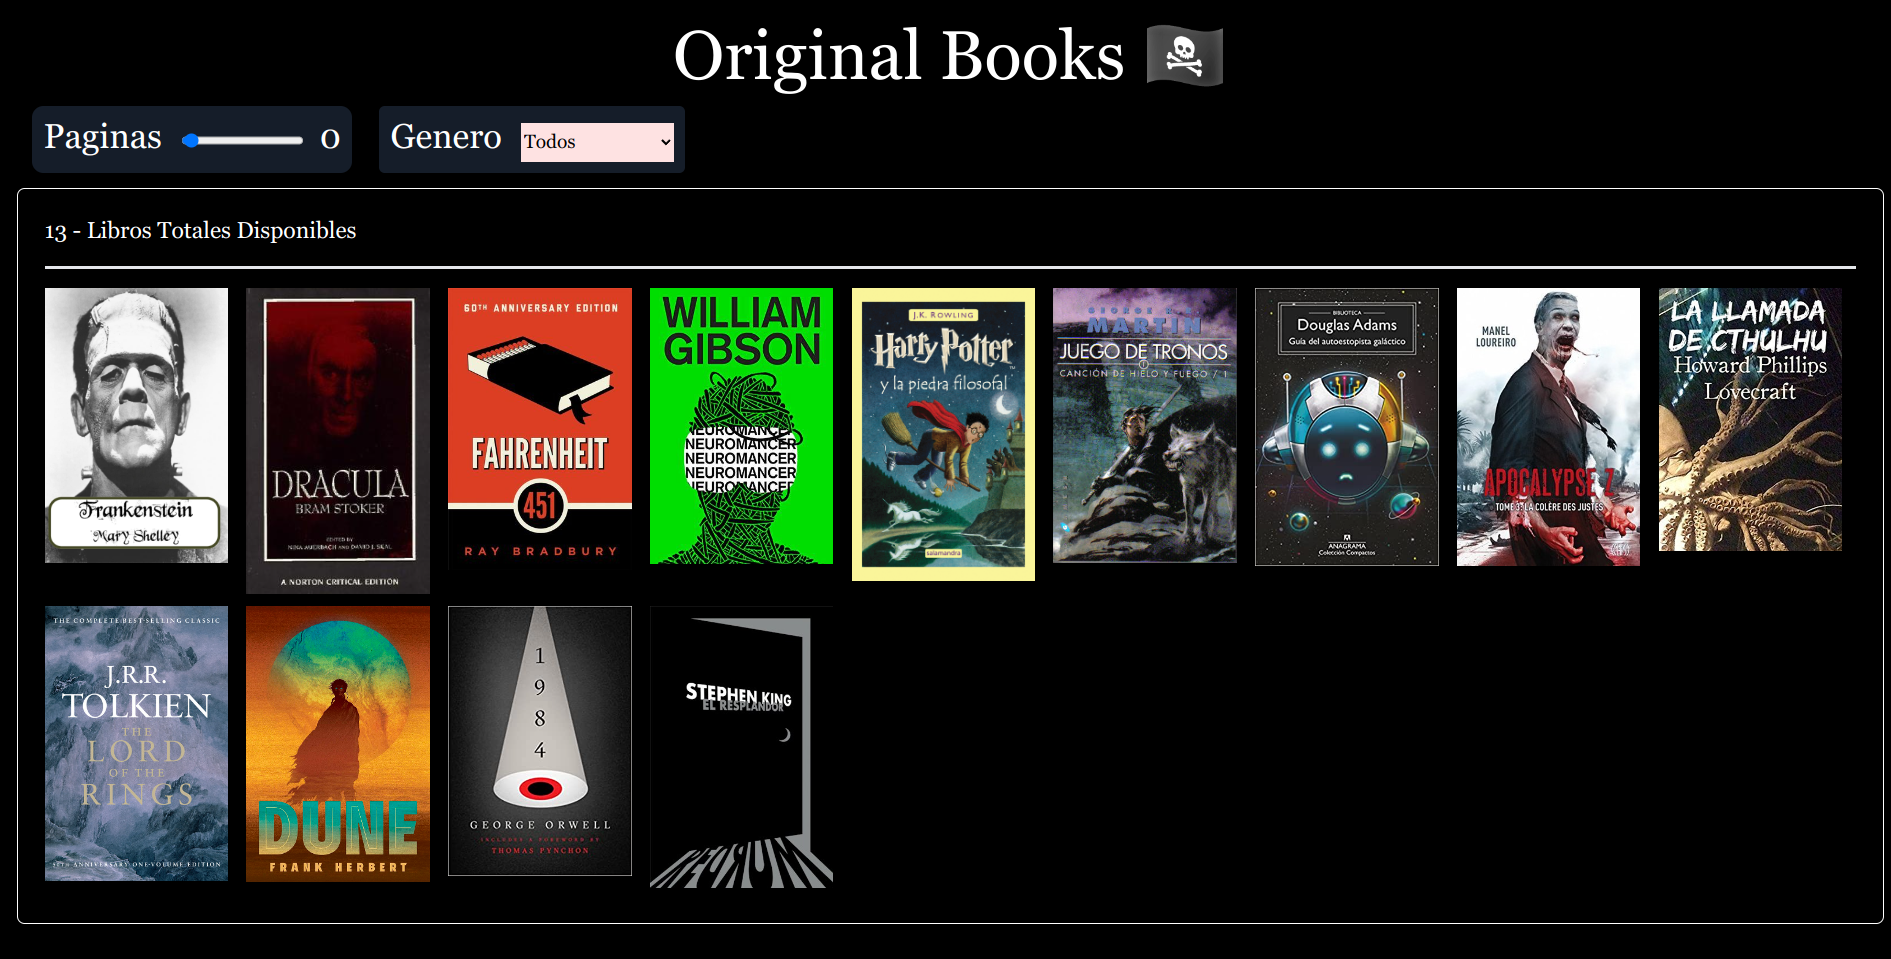 Original Books
Paginas 0
Genero Todos
13 - Libros Totales Disponibles
Frankenstein
Mary Shelley
DRACULA
BRAM STOKER
EDITED BY
NINA AUERBACH AND DAVID J. SKAL
A NORTON CRITICAL EDITION
60TH ANNIVERSARY EDITION
FAHRENHEIT
451
RAY BRADBURY
WILLIAM
GIBSON
NEUROMANCER
NEUROMANCER
NEUROMANCER
NEUROMANCER
NEUROMANCER
J.K. ROWLING
Harry Potter
y la piedra filosofal
salamandra
MARTIN
JUEGO DE TRONOS
CANCIÓN DE HIELO Y FUEGO / 1
BIBLIOTECA
Douglas Adams
Guía del autoestopista galáctico
ANAGRAMA
Colección Compactos
MANEL
LOUREIRO
APOCALYPSE Z
TOME 3: LA COLÈRE DES JUSTES
LA LLAMADA
DE CTHULHU
Howard Phillips
Lovecraft
THE COMPLETE BEST-SELLING CLASSIC
J.R.R.
TOLKIEN
THE
LORD
OF THE
RINGS
50TH ANNIVERSARY ONE-VOLUME EDITION
DUNE
FRANK HERBERT
1
9
8
4
GEORGE ORWELL
INCLUDES A FOREWORD BY
THOMAS PYNCHON
STEPHEN KING
EL RESPLANDOR